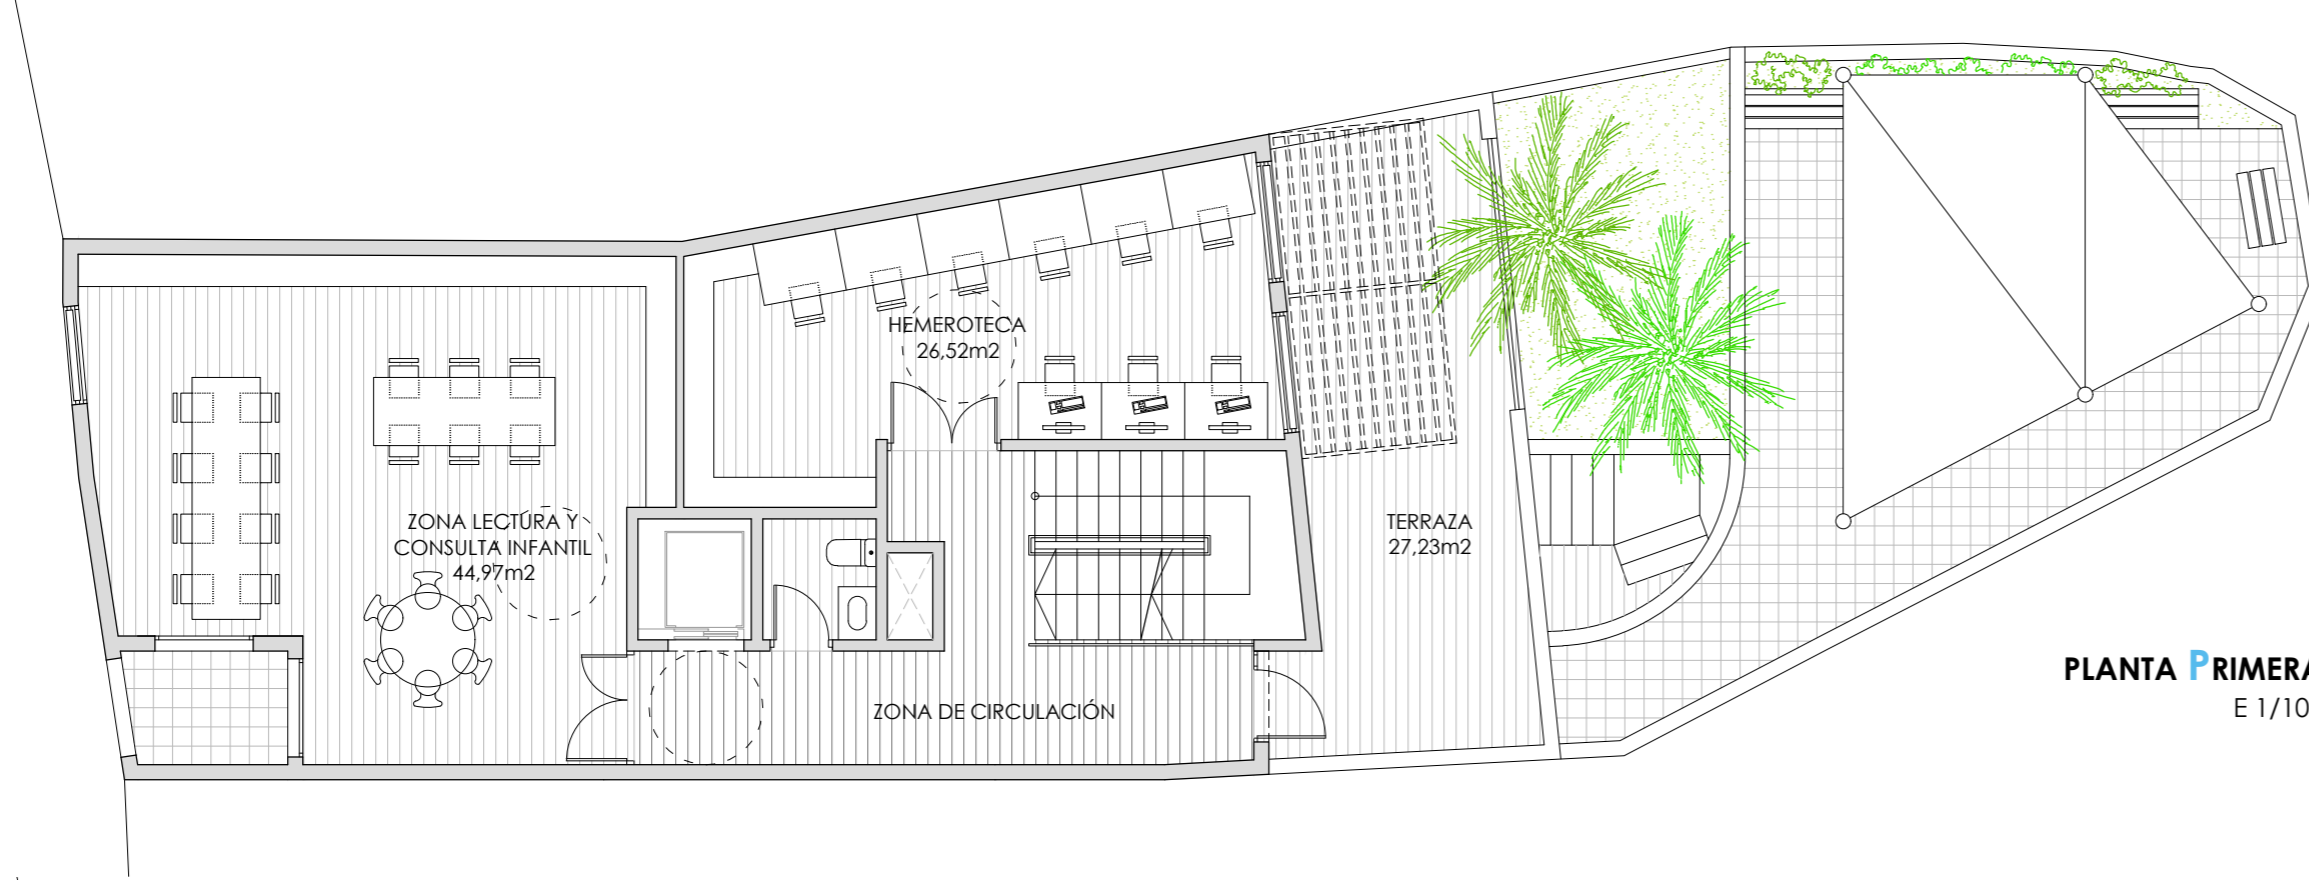 HEMEROTECA
26,52m2
ZONA LECTURA Y
CONSULTA INFANTIL
44,97m2
TERRAZA
27,23m2
ZONA DE CIRCULACIÓN
PLANTA PRIMERA
E 1/10